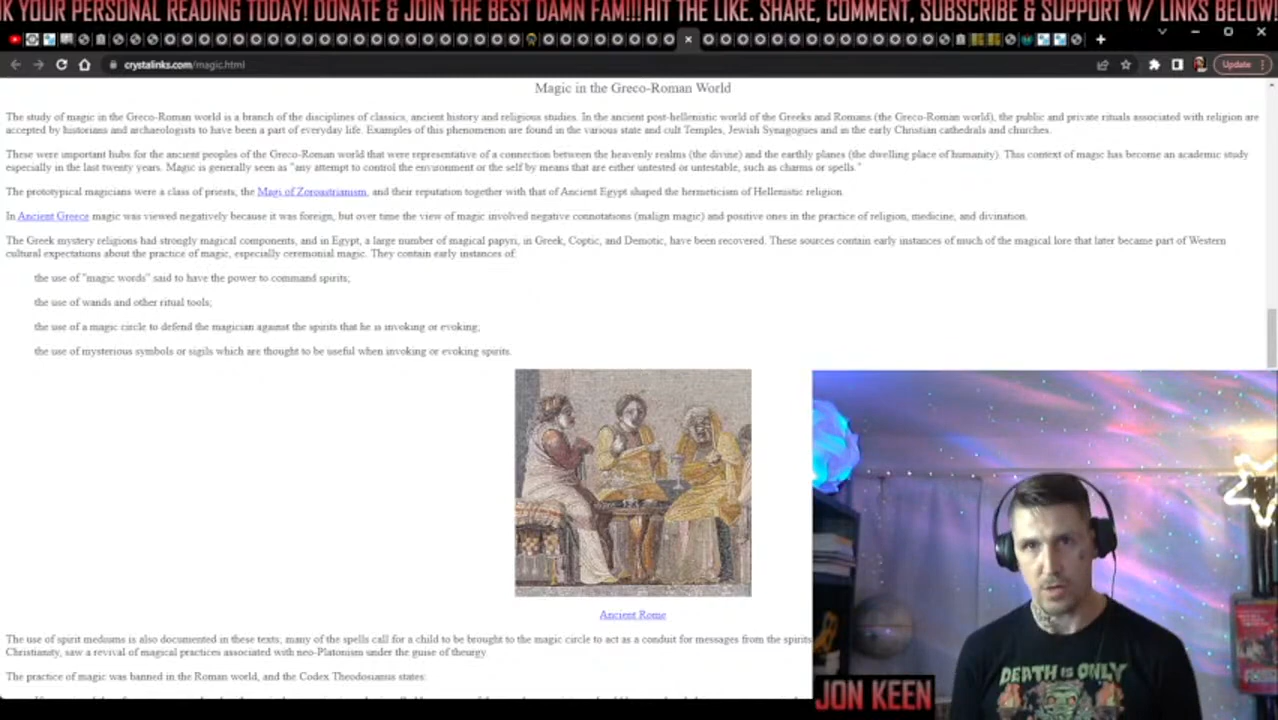 K YOUR PERSONAL READING TODAY! DONATE & JOIN THE BEST DAMN FAM!!! HIT THE LIKE. SHARE, COMMENT, SUBSCRIBE & SUPPORT W/ LINKS BELOW!
crystalinks.com/magic.html
Update
Magic in the Greco-Roman World
The study of magic in the Greco-Roman world is a branch of the disciplines of classics, ancient history and religious studies. In the ancient post-hellenistic world of the Greeks and Romans (the Greco-Roman world), the public and private rituals associated with religion are
accepted by historians and archaeologists to have been a part of everyday life. Examples of this phenomenon are found in the various state and cult Temples, Jewish Synagogues and in the early Christian cathedrals and churches.
These were important hubs for the ancient peoples of the Greco-Roman world that were representative of a connection between the heavenly realms (the divine) and the earthly planes (the dwelling place of humanity). This context of magic has become an academic study
especially in the last twenty years. Magic is generally seen as "any attempt to control the environment or the self by means that are either untested or untestable, such as charms or spells."
The prototypical magicians were a class of priests, the Magi of Zoroastrianism, and their reputation together with that of Ancient Egypt shaped the hermeticism of Hellenistic religion.
In Ancient Greece magic was viewed negatively because it was foreign, but over time the view of magic involved negative connotations (malign magic) and positive ones in the practice of religion, medicine, and divination.
The Greek mystery religions had strongly magical components, and in Egypt, a large number of magical papyri, in Greek, Coptic, and Demotic, have been recovered. These sources contain early instances of much of the magical lore that later became part of Western
cultural expectations about the practice of magic, especially ceremonial magic. They contain early instances of:
the use of "magic words" said to have the power to command spirits;
the use of wands and other ritual tools;
the use of a magic circle to defend the magician against the spirits that he is invoking or evoking;
the use of mysterious symbols or sigils which are thought to be useful when invoking or evoking spirits.
Ancient Rome
The use of spirit mediums is also documented in these texts; many of the spells call for a child to be brought to the magic circle to act as a conduit for messages from the spirits
Christianity, saw a revival of magical practices associated with neo-Platonism under the guise of theurgy.
The practice of magic was banned in the Roman world, and the Codex Theodosianus states:
DEATH IS ONLY
JON KEEN